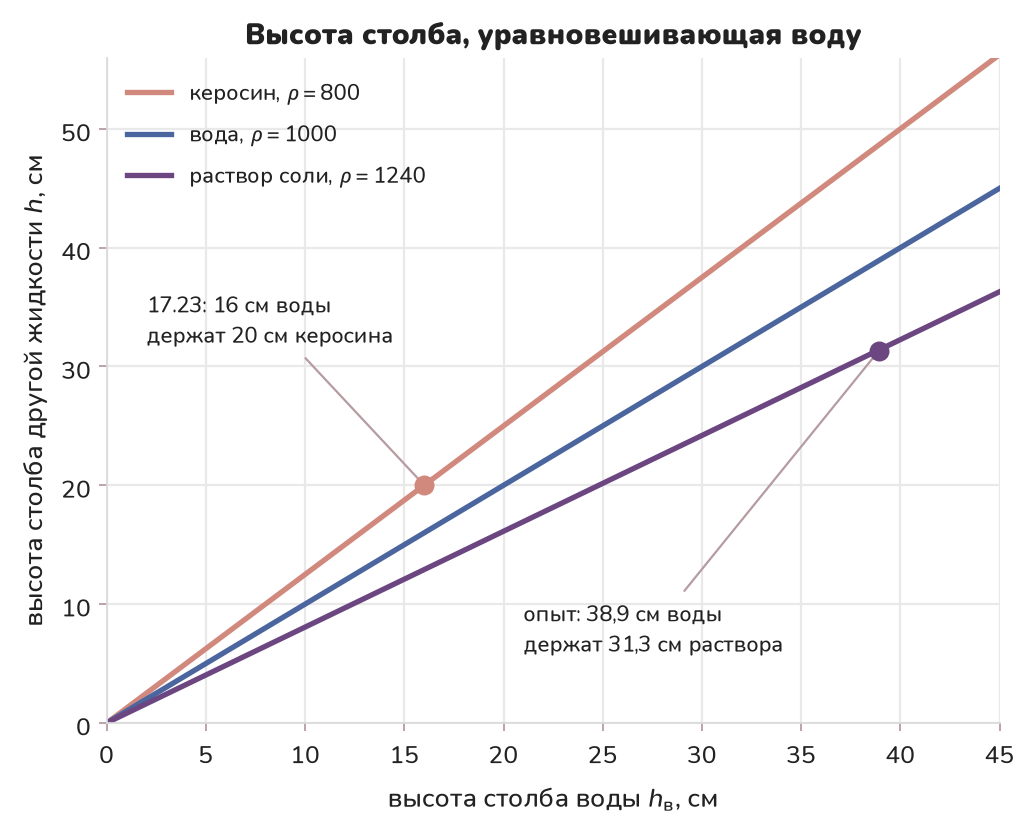 Высота столба, уравновешивающая воду
керосин, ρ = 800
вода, ρ = 1000
раствор соли, ρ = 1240
17.23: 16 см воды
держат 20 см керосина
опыт: 38,9 см воды
держат 31,3 см раствора
высота столба другой жидкости h, см
50
40
30
20
10
0
0 5 10 15 20 25 30 35 40 45
высота столба воды hв, см